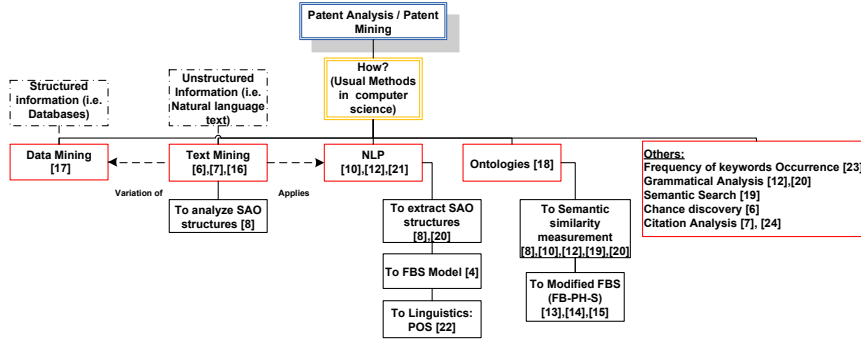 Patent Analysis / Patent
Mining
How?
(Usual Methods
in computer
science)
Structured
information (i.e.
Databases)
Unstructured
Information (i.e.
Natural language
text)
Data Mining
[17]
Text Mining
[6],[7],[16]
NLP
[10],[12],[21]
Ontologies [18]
Others:
Frequency of keywords Occurrence [23]
Grammatical Analysis [12],[20]
Semantic Search [19]
Chance discovery [6]
Citation Analysis [7], [24]
Variation of
Applies
To analyze SAO
structures [8]
To extract SAO
structures
[8],[20]
To FBS Model [4]
To Linguistics:
POS [22]
To Semantic
similarity
measurement
[8],[10],[12],[19],[20]
To Modified FBS
(FB-PH-S)
[13],[14],[15]